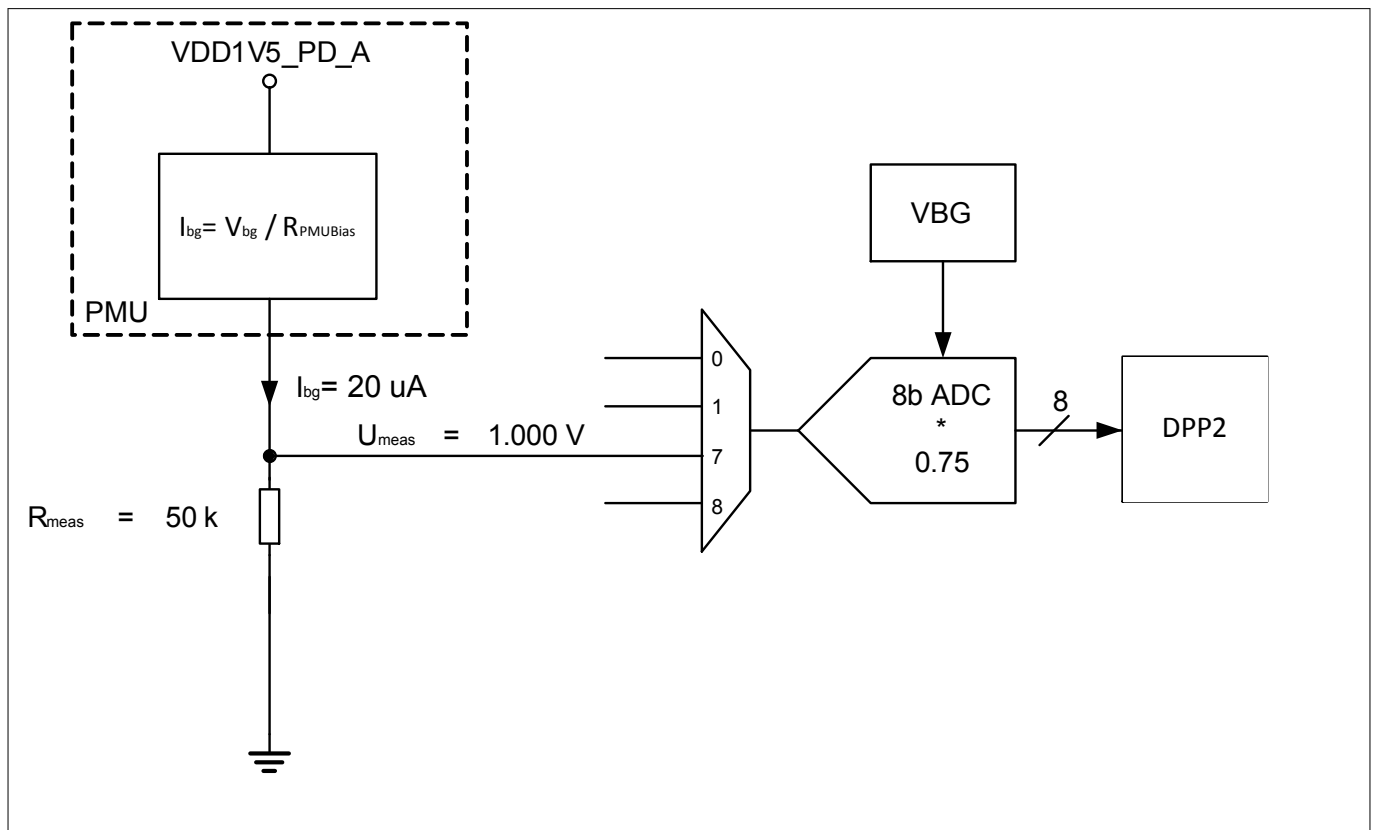 VDD1V5_PD_A
Ibg= Vbg / RPMUBias
PMU
Ibg= 20 uA
Umeas = 1.000 V
Rmeas = 50 k
0
1
7
8
VBG
8b ADC
*
0.75
8
DPP2